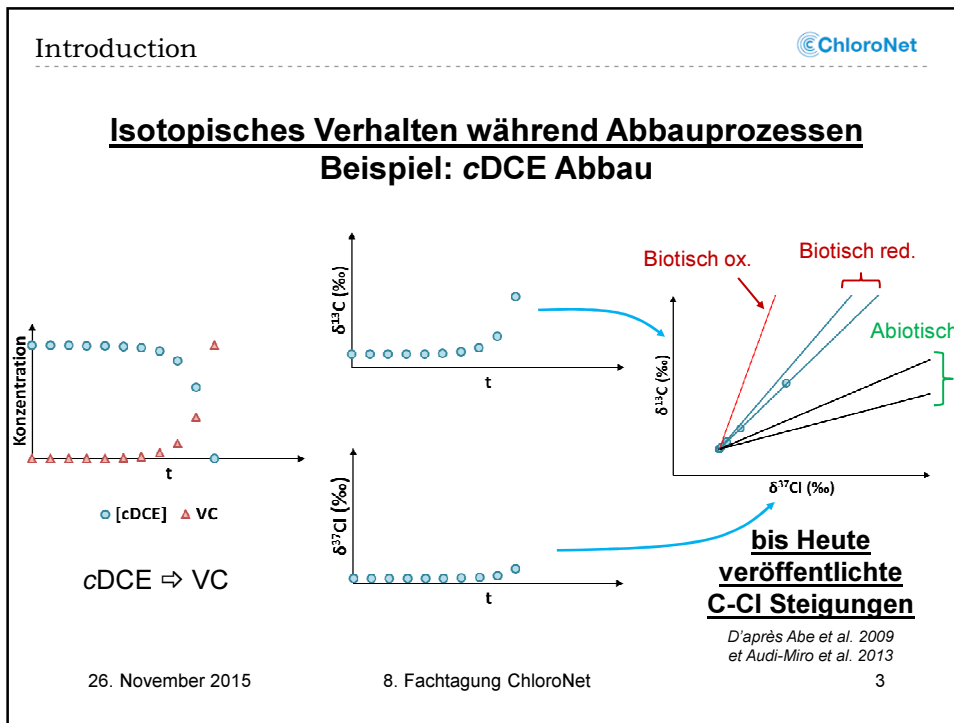 Introduction
ChloroNet
Isotopisches Verhalten während Abbauprozessen
Beispiel: cDCE Abbau
Konzentration
t
[cDCE] VC
cDCE ⇨ VC
δ¹³C (‰)
t
δ³⁷Cl (‰)
t
Biotisch ox.
Biotisch red.
Abiotisch
δ¹³C (‰)
δ³⁷Cl (‰)
bis Heute
veröffentlichte
C-Cl Steigungen
D'après Abe et al. 2009
et Audi-Miro et al. 2013
26. November 2015
8. Fachtagung ChloroNet
3